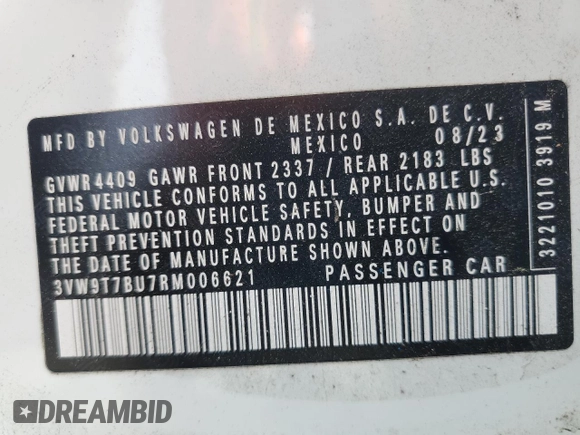 MFD BY VOLKSWAGEN DE MEXICO S.A. DE C.V.
MEXICO 08/23
GVWR 4409 GAWR FRONT 2337 / REAR 2183 LBS
THIS VEHICLE CONFORMS TO ALL APPLICABLE U.S.
FEDERAL MOTOR VEHICLE SAFETY, BUMPER AND
THEFT PREVENTION STANDARDS IN EFFECT ON
THE DATE OF MANUFACTURE SHOWN ABOVE.
3VW9T7BU7RM006621 PASSENGER CAR
3221010 3919 M
DREAMBID